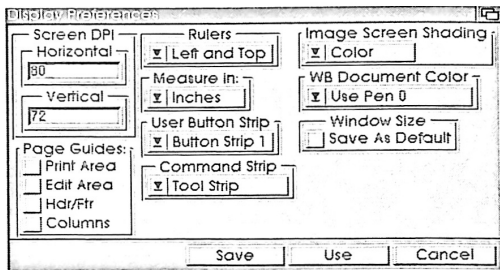 Display Preferences
Screen DPI
Horizontal
80
Vertical
72
Page Guides:
Print Area
Edit Area
Hdr/Ftr
Columns
Rulers
Left and Top
Measure in:
Inches
User Button Strip
Button Strip 1
Command Strip
Tool Strip
Image Screen Shading
Color
WB Document Color
Use Pen 0
Window Size
Save As Default
Save
Use
Cancel